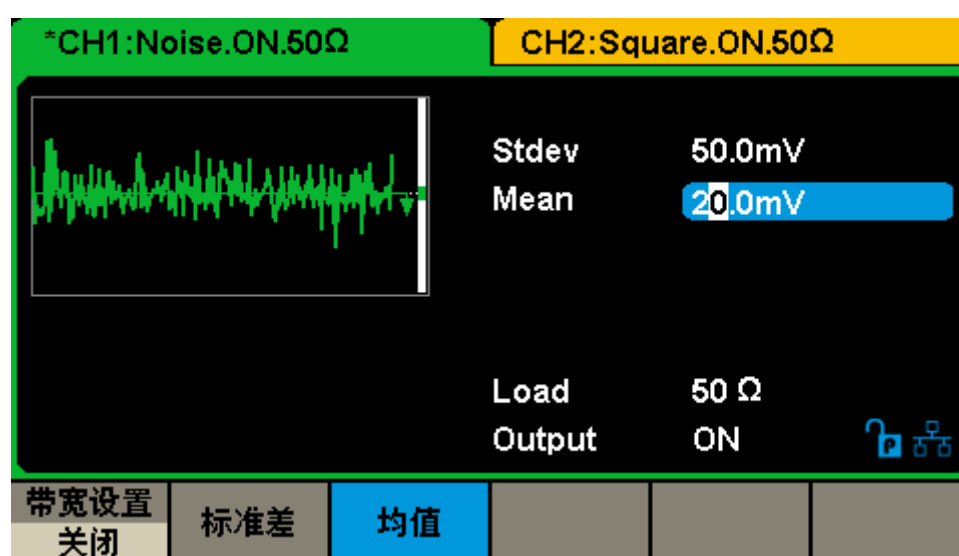 *CH1:Noise.ON.50Ω
CH2:Square.ON.50Ω
Stdev 50.0mV
Mean 20.0mV
Load 50 Ω
Output ON
P
带宽设置
关闭
标准差
均值